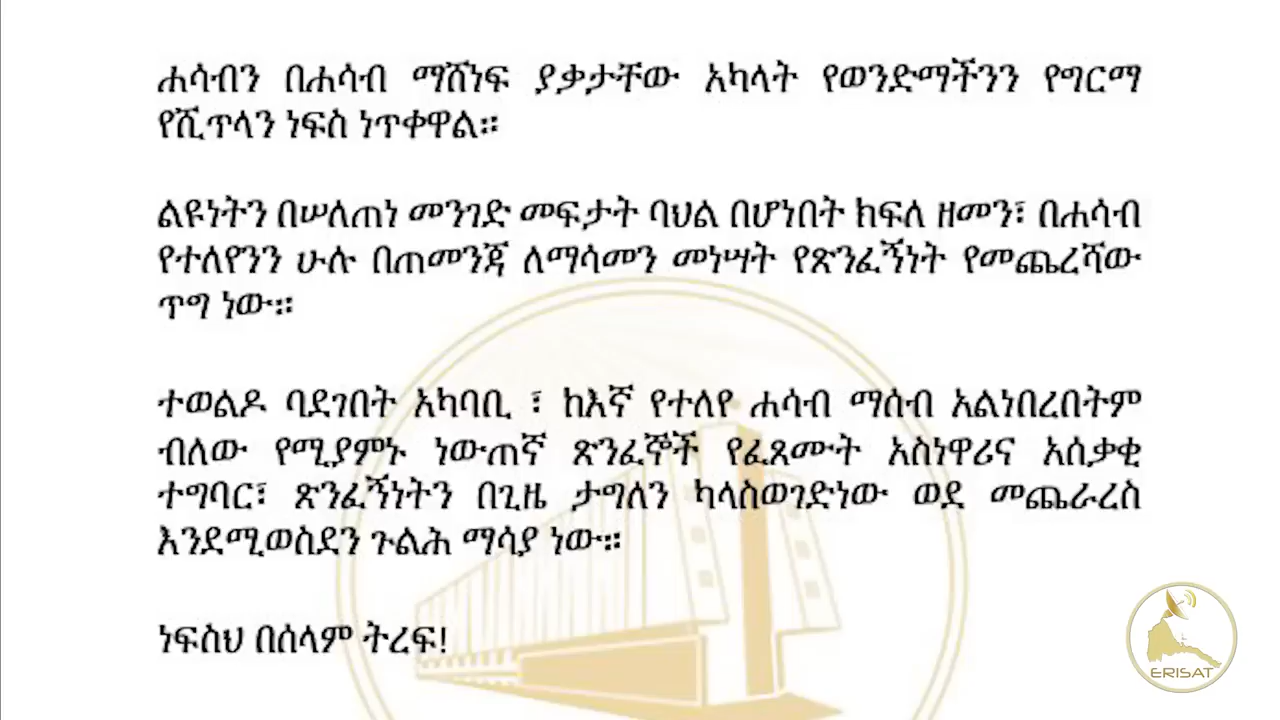 ሐሳብን በሐሳብ ማሸነፍ ያቃታቸው አካላት የወንድማችንን የግርማ
የሺጥላን ነፍስ ነጥቀዋል።
ልዩነትን በሠለጠነ መንገድ መፍታት ባህል በሆነበት ክፍለ ዘመን፣ በሐሳብ
የተለየንን ሁሉ በጠመንጃ ለማሳመን መነሣት የጽንፈኝነት የመጨረሻው
ጥግ ነው።
ተወልዶ ባደገበት አካባቢ ፣ ከእኛ የተለየ ሐሳብ ማሰብ አልነበረበትም
ብለው የሚያምኑ ነውጠኛ ጽንፈኞች የፈጸሙት አስነዋሪና አሰቃቂ
ተግባር፣ ጽንፈኝነትን በጊዜ ታግለን ካላስወገድነው ወደ መጨራረስ
እንደሚወስደን ጉልሕ ማሳያ ነው።
ነፍስህ በሰላም ትረፍ!
ERISAT